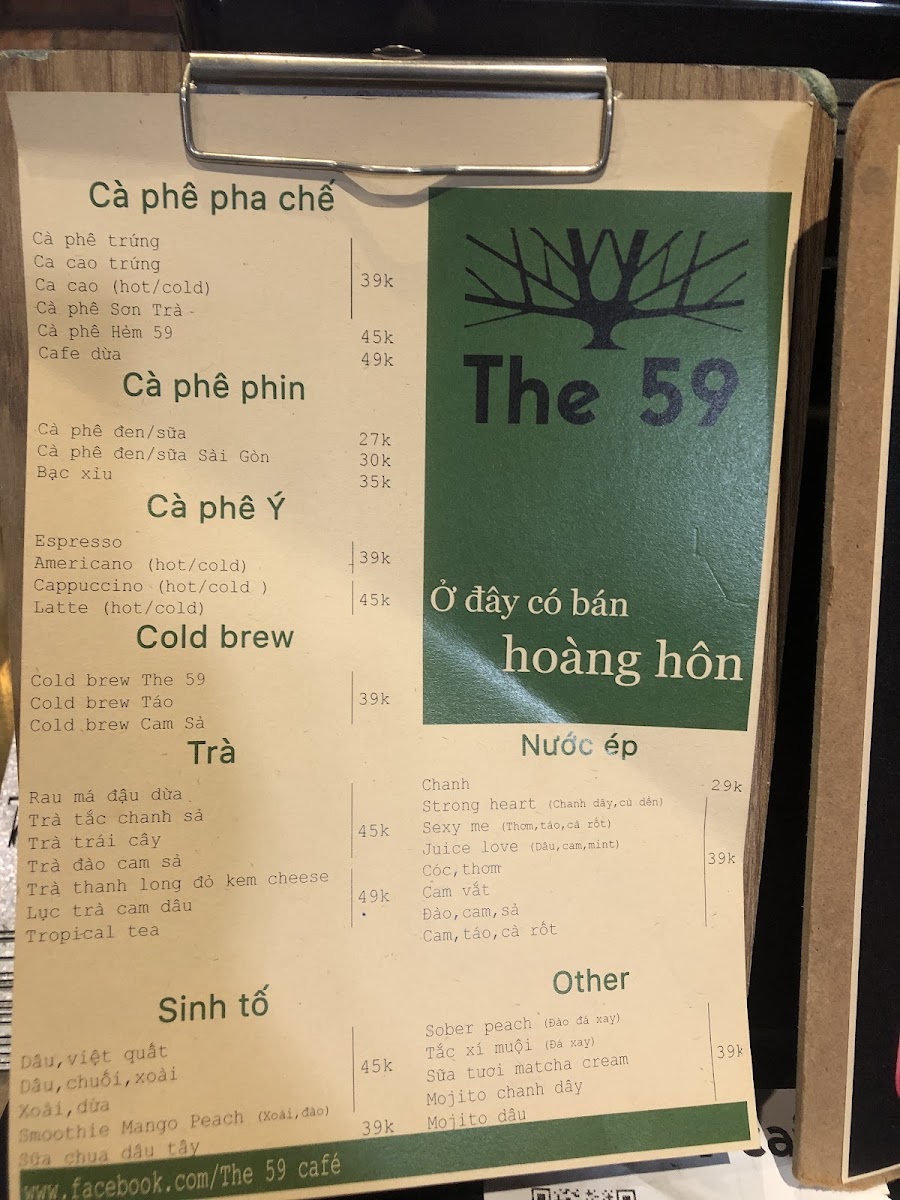 Cà phê pha chế
Cà phê trứng
Ca cao trứng
Ca cao (hot/cold)
39k
Cà phê Sơn Trà
Cà phê Hẻm 59
45k
Cafe dừa
49k
Cà phê phin
Cà phê đen/sữa
27k
Cà phê đen/sữa Sài Gòn
30k
Bạc xỉu
35k
Cà phê Ý
Espresso
Americano (hot/cold)
39k
Cappuccino (hot/cold )
Latte (hot/cold)
45k
Cold brew
Cold brew The 59
Cold brew Táo
39k
Cold brew Cam Sả
Trà
Rau má đậu dừa
Trà tắc chanh sả
Trà trái cây
45k
Trà đào cam sả
Trà thanh long đỏ kem cheese
Lục trà cam dâu
49k
Tropical tea
Sinh tố
Dâu,việt quất
Dâu,chuối,xoài
45k
Xoài,dừa
Smoothie Mango Peach (Xoài,đào)
Sữa chua dâu tây
39k
www.facebook.com/The 59 café
The 59
Ở đây có bán
hoàng hôn
Nước ép
Chanh
29k
Strong heart (Chanh dây,củ dền)
Sexy me (Thơm,táo,cà rốt)
Juice love (Dâu,cam,mint)
Cóc,thơm
39k
Cam vắt
Đào,cam,sả
Cam,táo,cà rốt
Other
Sober peach (Đào đá xay)
Tắc xí muội (Đá xay)
Sữa tươi matcha cream
39k
Mojito chanh dây
Mojito dâu